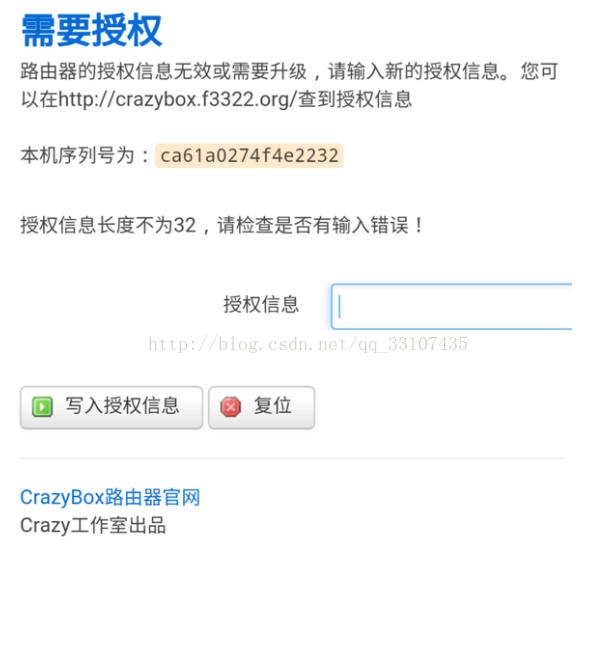 需要授权
路由器的授权信息无效或需要升级，请输入新的授权信息。您可
以在http://crazybox.f3322.org/查到授权信息
本机序列号为：ca61a0274f4e2232
授权信息长度不为32，请检查是否有输入错误！
授权信息
http://blog.csdn.net/qq_33107435
写入授权信息 复位
CrazyBox路由器官网
Crazy工作室出品